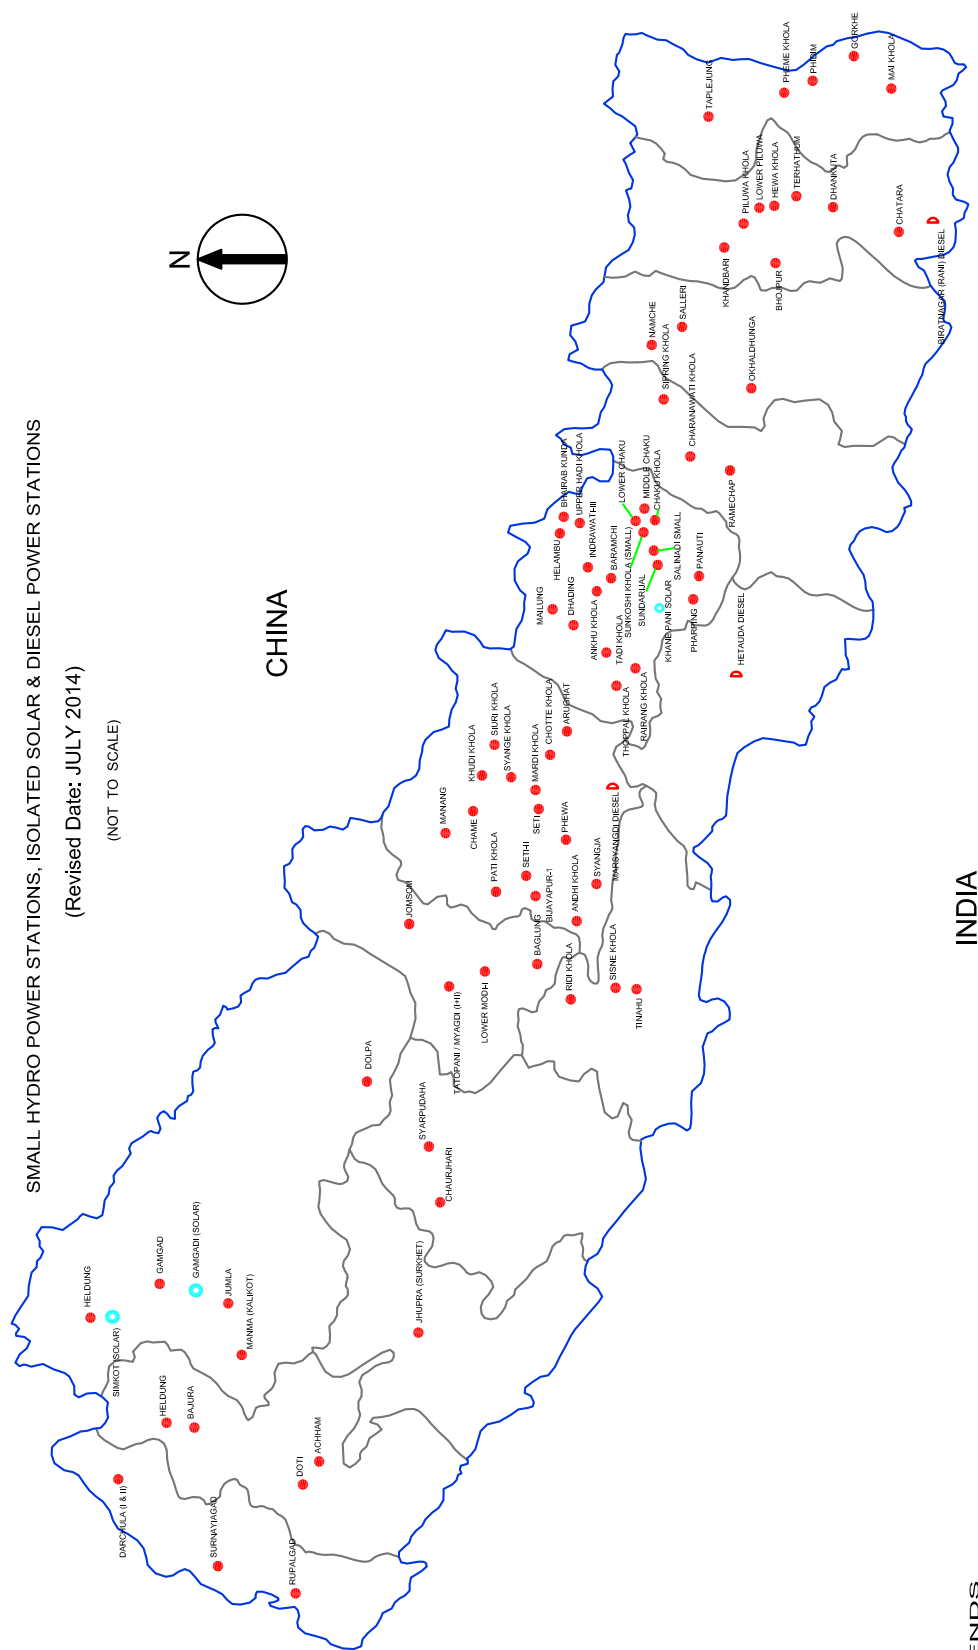 SMALL HYDRO POWER STATIONS, ISOLATED SOLAR & DIESEL POWER STATIONS
(Revised Date: JULY 2014)
(NOT TO SCALE)
N
CHINA
INDIA
DARCHULA (I & II)
SURNAYIAGAD
RUPALGAD
HELDUNG
BAJURA
DOTI
ACHHAM
HELDUNG
SIMKOT (SOLAR)
GAMGAD
GAMGADI (SOLAR)
JUMLA
MANMA (KALIKOT)
JHUPRA (SURKHET)
CHAURJHARI
SYARPUDAHA
DOLPA
JOMSOM
TATOPANI / MYAGDI (I+II)
LOWER MODHI
BAGLUNG
RIDI KHOLA
SISNE KHOLA
TINAHU
MANANG
CHAME
KHUDI KHOLA
SIURI KHOLA
SYANGE KHOLA
PATI KHOLA
SETHI
BIJAYAPUR-1
SETI
MARDI KHOLA
CHOTTE KHOLA
ARUGHAT
PHEWA
ANDHI KHOLA
SYANGJA
MARSYANGDI DIESEL
MAILUNG
DHADING
HELAMBU
BHAIRAB KUNDA
UPPER HADI KHOLA
INDRAWATHII
BARAMCHI
ANKHU KHOLA
TADI KHOLA
THOPPAL KHOLA
RAIRANG KHOLA
SUNKOSHI KHOLA (SMALL)
SUNDARIJAL
LOWER CHAKU
MIDDLE CHAKU
CHAKU KHOLA
SALINADI SMALL
KHANE PANI SOLAR
PHARPING
PANAUTI
HETAUDA DIESEL
NAMCHE
SALLERI
SIPRING KHOLA
CHARANAWATI KHOLA
OKHALDHUNGA
RAMECHAP
KHANDBARI
BHOJPUR
PILUWA KHOLA
LOWER PILUWA
HEWA KHOLA
TERHATHUM
DHANKUTA
CHATARA
BIRATNAGAR (RANI) DIESEL
TAPLEJUNG
PHEME KHOLA
PHIDIM
GORKHE
MAI KHOLA